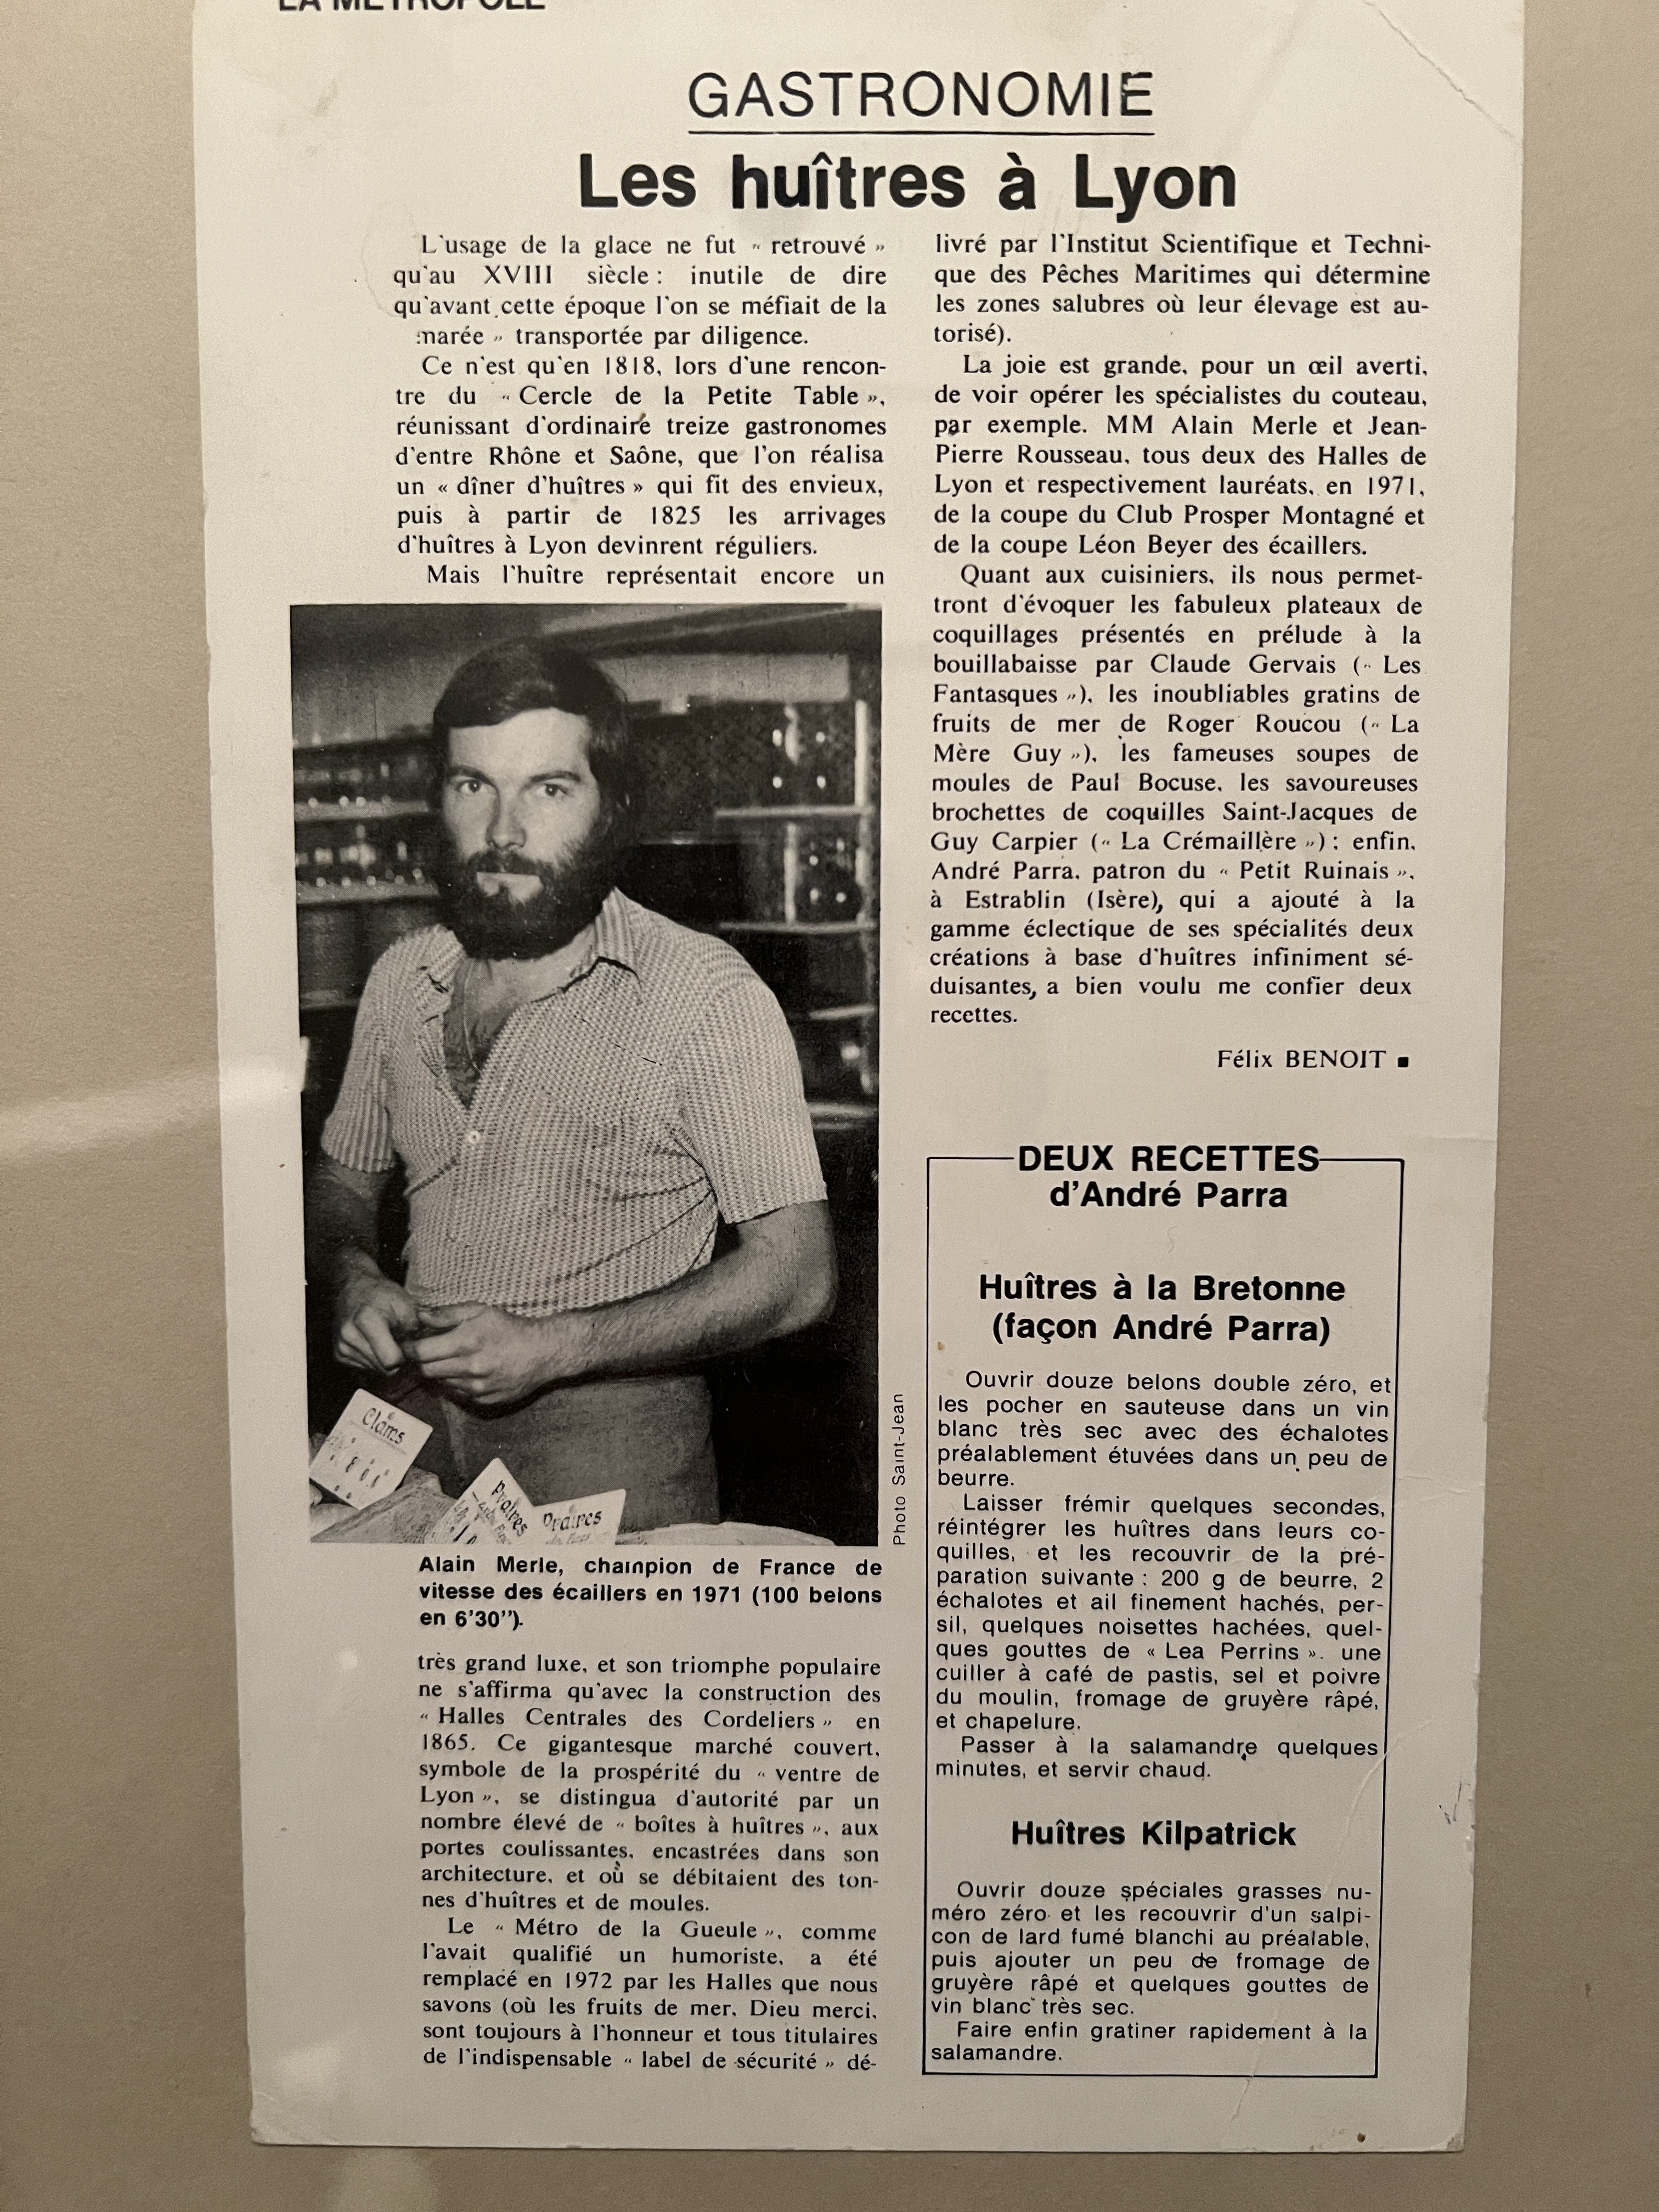 LA MÉTROPOLE
GASTRONOMIE
Les huîtres à Lyon
L'usage de la glace ne fut « retrouvé »
qu'au XVIII siècle : inutile de dire
qu'avant cette époque l'on se méfiait de la
marée » transportée par diligence.
Ce n'est qu'en 1818, lors d'une rencon-
tre du « Cercle de la Petite Table »,
réunissant d'ordinaire treize gastronomes
d'entre Rhône et Saône, que l'on réalisa
un « dîner d'huîtres » qui fit des envieux,
puis à partir de 1825 les arrivages
d'huîtres à Lyon devinrent réguliers.
Mais l'huître représentait encore un
Clams
Praires
Praires
Photo Saint-Jean
Alain Merle, champion de France de
vitesse des écaillers en 1971 (100 belons
en 6'30").
très grand luxe, et son triomphe populaire
ne s'affirma qu'avec la construction des
« Halles Centrales des Cordeliers » en
1865. Ce gigantesque marché couvert,
symbole de la prospérité du « ventre de
Lyon », se distingua d'autorité par un
nombre élevé de « boîtes à huîtres », aux
portes coulissantes, encastrées dans son
architecture, et où se débitaient des ton-
nes d'huîtres et de moules.
Le « Métro de la Gueule », comme
l'avait qualifié un humoriste, a été
remplacé en 1972 par les Halles que nous
savons (où les fruits de mer, Dieu merci,
sont toujours à l'honneur et tous titulaires
de l'indispensable « label de sécurité » dé-
livré par l'Institut Scientifique et Techni-
que des Pêches Maritimes qui détermine
les zones salubres où leur élevage est au-
torisé).
La joie est grande, pour un œil averti,
de voir opérer les spécialistes du couteau,
par exemple. MM Alain Merle et Jean-
Pierre Rousseau, tous deux des Halles de
Lyon et respectivement lauréats, en 1971,
de la coupe du Club Prosper Montagné et
de la coupe Léon Beyer des écaillers.
Quant aux cuisiniers, ils nous permet-
tront d'évoquer les fabuleux plateaux de
coquillages présentés en prélude à la
bouillabaisse par Claude Gervais (« Les
Fantasques »), les inoubliables gratins de
fruits de mer de Roger Roucou (« La
Mère Guy »), les fameuses soupes de
moules de Paul Bocuse, les savoureuses
brochettes de coquilles Saint-Jacques de
Guy Carpier (« La Crémaillère ») ; enfin,
André Parra, patron du « Petit Ruinais »,
à Estrablin (Isère), qui a ajouté à la
gamme éclectique de ses spécialités deux
créations à base d'huîtres infiniment sé-
duisantes, a bien voulu me confier deux
recettes.
Félix BENOIT ■
DEUX RECETTES
d'André Parra
Huîtres à la Bretonne
(façon André Parra)
Ouvrir douze belons double zéro, et
les pocher en sauteuse dans un vin
blanc très sec avec des échalotes
préalablement étuvées dans un peu de
beurre.
Laisser frémir quelques secondes,
réintégrer les huîtres dans leurs co-
quilles, et les recouvrir de la pré-
paration suivante : 200 g de beurre, 2
échalotes et ail finement hachés, per-
sil, quelques noisettes hachées, quel-
ques gouttes de « Lea Perrins », une
cuiller à café de pastis, sel et poivre
du moulin, fromage de gruyère râpé,
et chapelure.
Passer à la salamandre quelques
minutes, et servir chaud.
Huîtres Kilpatrick
Ouvrir douze spéciales grasses nu-
méro zéro et les recouvrir d'un salpi-
con de lard fumé blanchi au préalable,
puis ajouter un peu de fromage de
gruyère râpé et quelques gouttes de
vin blanc très sec.
Faire enfin gratiner rapidement à la
salamandre.